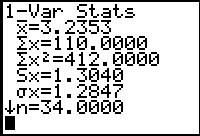 1-Var Stats
x̄=3.2353
Σx=110.0000
Σx²=412.0000
Sx=1.3040
σx=1.2847
↓n=34.0000